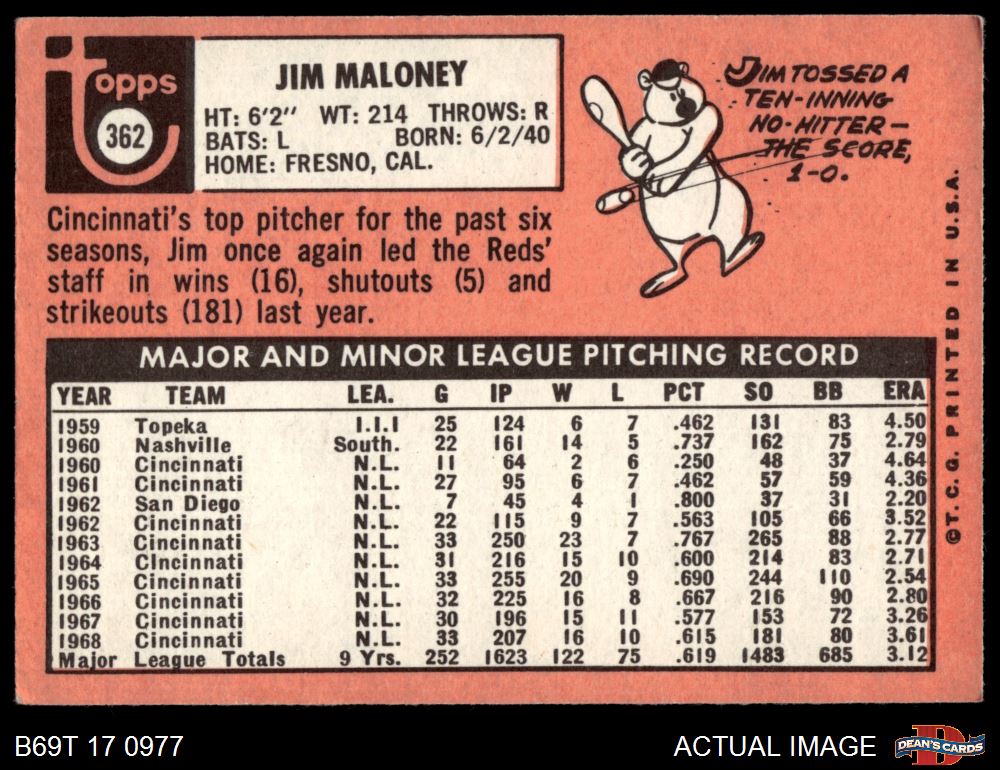 topps
362
JIM MALONEY
HT: 6'2" WT: 214 THROWS: R
BATS: L BORN: 6/2/40
HOME: FRESNO, CAL.
JIM TOSSED A
TEN-INNING
NO-HITTER—
THE SCORE,
1-0.
Cincinnati's top pitcher for the past six
seasons, Jim once again led the Reds'
staff in wins (16), shutouts (5) and
strikeouts (181) last year.
MAJOR AND MINOR LEAGUE PITCHING RECORD
YEAR TEAM LEA. G IP W L PCT SO BB ERA
1959 Topeka I.I.I 25 124 6 7 .462 131 83 4.50
1960 Nashville South. 22 161 14 5 .737 162 75 2.79
1960 Cincinnati N.L. 11 64 2 6 .250 48 37 4.64
1961 Cincinnati N.L. 27 95 6 7 .462 57 59 4.36
1962 San Diego N.L. 7 45 4 1 .800 37 31 2.20
1962 Cincinnati N.L. 22 115 9 7 .563 105 66 3.52
1963 Cincinnati N.L. 33 250 23 7 .767 265 88 2.77
1964 CIncinnati N.L. 31 216 15 10 .600 214 83 2.71
1965 Cincinnati N.L. 33 255 20 9 .690 244 110 2.54
1966 Cincinnati N.L. 32 225 16 8 .667 216 90 2.80
1967 Cincinnati N.L. 30 196 15 11 .577 153 72 3.26
1968 Cincinnati N.L. 33 207 16 10 .615 181 80 3.61
Major League Totals 9 Yrs. 252 1623 122 75 .619 1483 685 3.12
©T.C.G. PRINTED IN U.S.A.
B69T 17 0977
ACTUAL IMAGE
D
DEAN'S CARDS